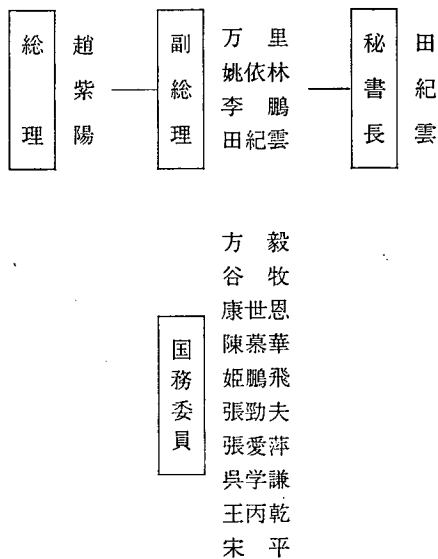 総理
趙紫陽
副総理
万里
姚依林
李鵬
田紀雲
秘書長
田紀雲
国務委員
方毅
谷牧
康世恩
陳慕華
姫鵬飛
張勁夫
張愛萍
呉学謙
王丙乾
宋平